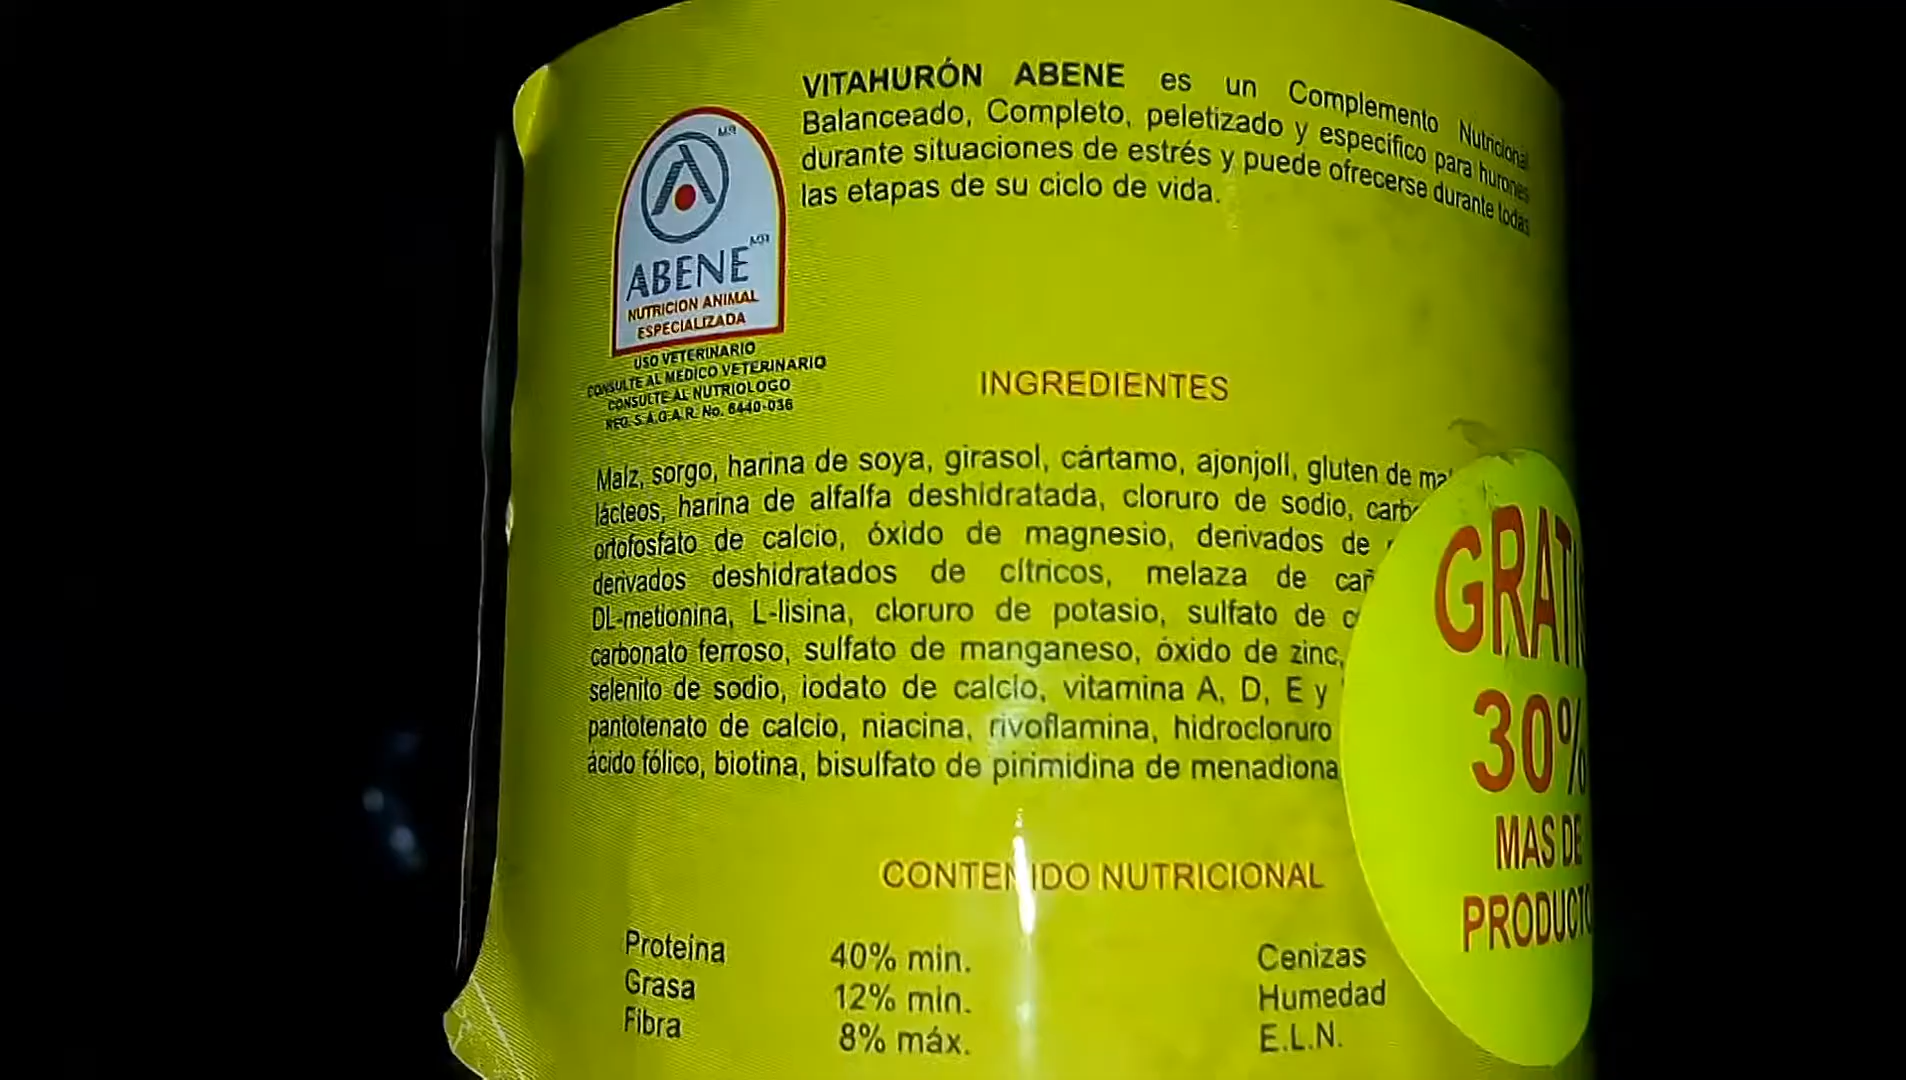 VITAHURÓN ABENE es un Complemento Nutricional
Balanceado, Completo, peletizado y específico para hurones
durante situaciones de estrés y puede ofrecerse durante todas
las etapas de su ciclo de vida.
MR
ABENE MR
NUTRICION ANIMAL
ESPECIALIZADA
USO VETERINARIO
CONSULTE AL MEDICO VETERINARIO
CONSULTE AL NUTRIOLOGO
REG. S.A.G.A.R. No. 6440-036
INGREDIENTES
Maíz, sorgo, harina de soya, girasol, cártamo, ajonjolí, gluten de
lácteos, harina de alfalfa deshidratada, cloruro de sodio,
ortofosfato de calcio, óxido de magnesio, derivados de
derivados deshidratados de cítricos, melaza de
DL-metionina, L-lisina, cloruro de potasio, sulfato de
carbonato ferroso, sulfato de manganeso, óxido de zinc,
selenito de sodio, iodato de calcio, vitamina A, D, E y
pantotenato de calcio, niacina, rivoflamina, hidrocloruro
ácido fólico, biotina, bisulfato de pirimidina de menadiona
GRATIS
30%
MAS DE
PRODUCTO
CONTENIDO NUTRICIONAL
Proteína 40% min. Cenizas
Grasa 12% min. Humedad
Fibra 8% máx. E.L.N.